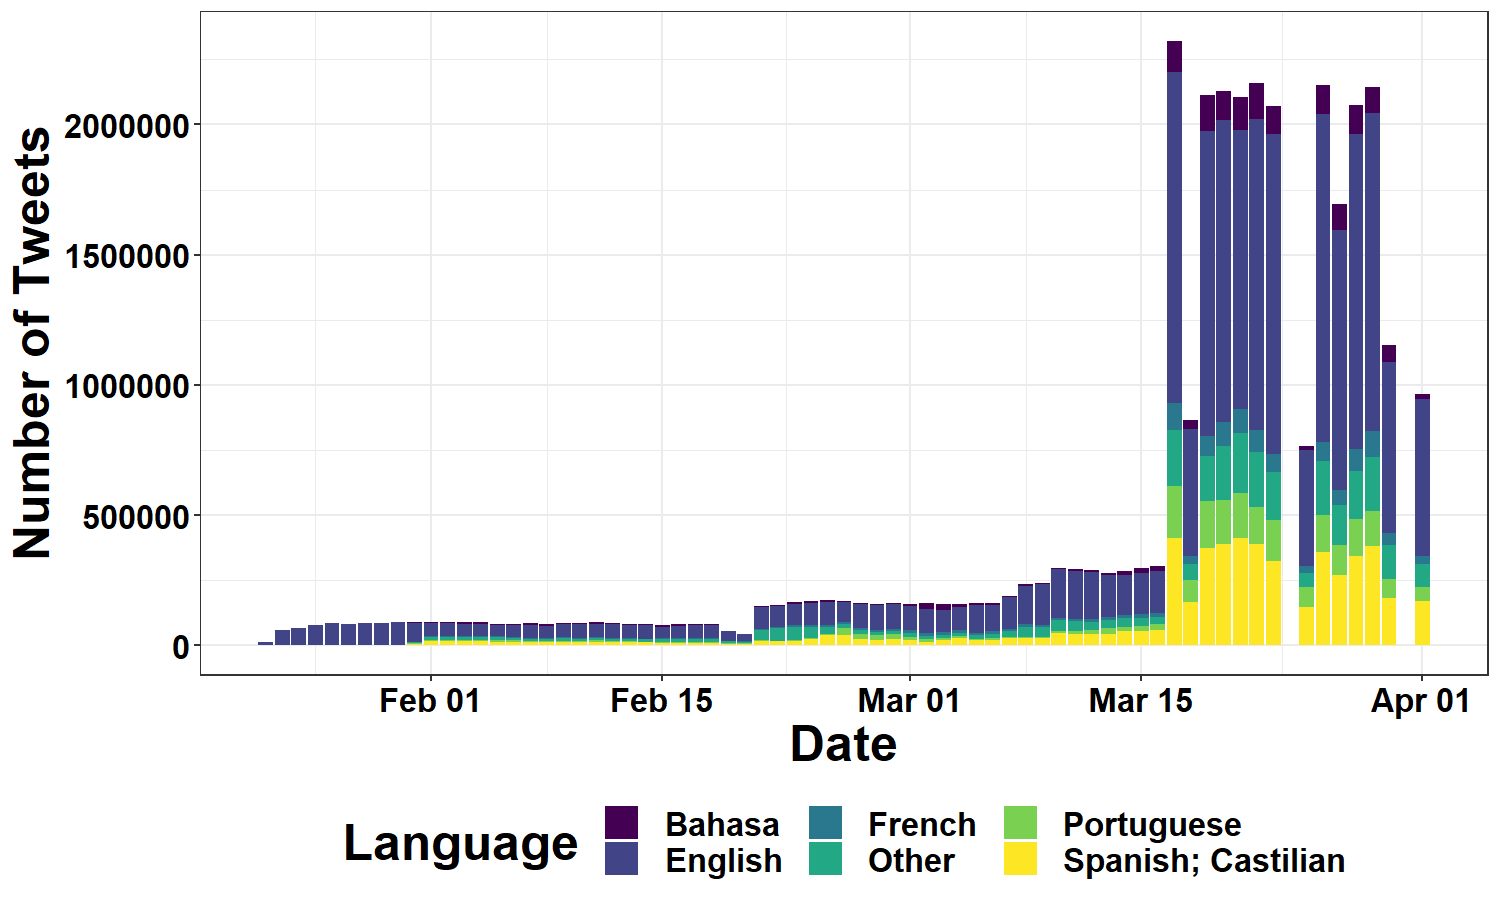 Number of Tweets
2000000
1500000
1000000
500000
0
Feb 01
Feb 15
Mar 01
Mar 15
Apr 01
Date
Language
Bahasa
French
Portuguese
English
Other
Spanish; Castilian